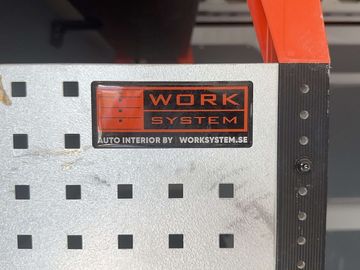 WORK
SYSTEM
AUTO INTERIOR BY WORKSYSTEM.SE